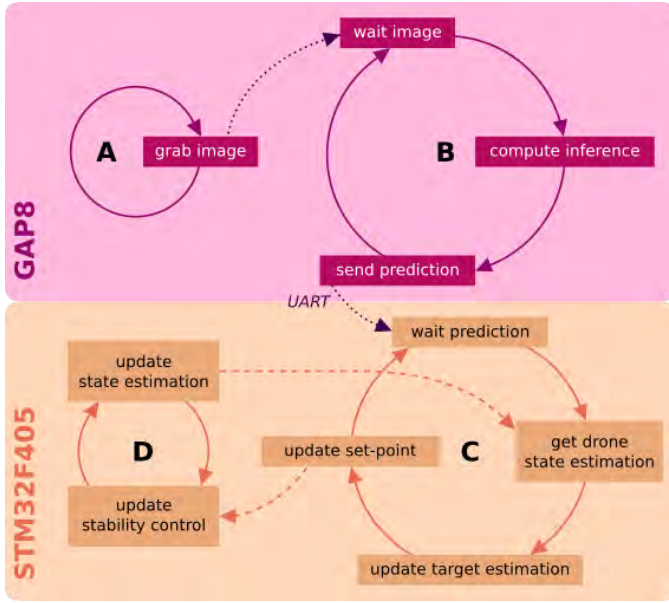 wait image
A
grab image
B
compute inference
send prediction
GAP8
UART
wait prediction
update
state estimation
D
update set-point
C
get drone
state estimation
update
stability control
update target estimation
STM32F405